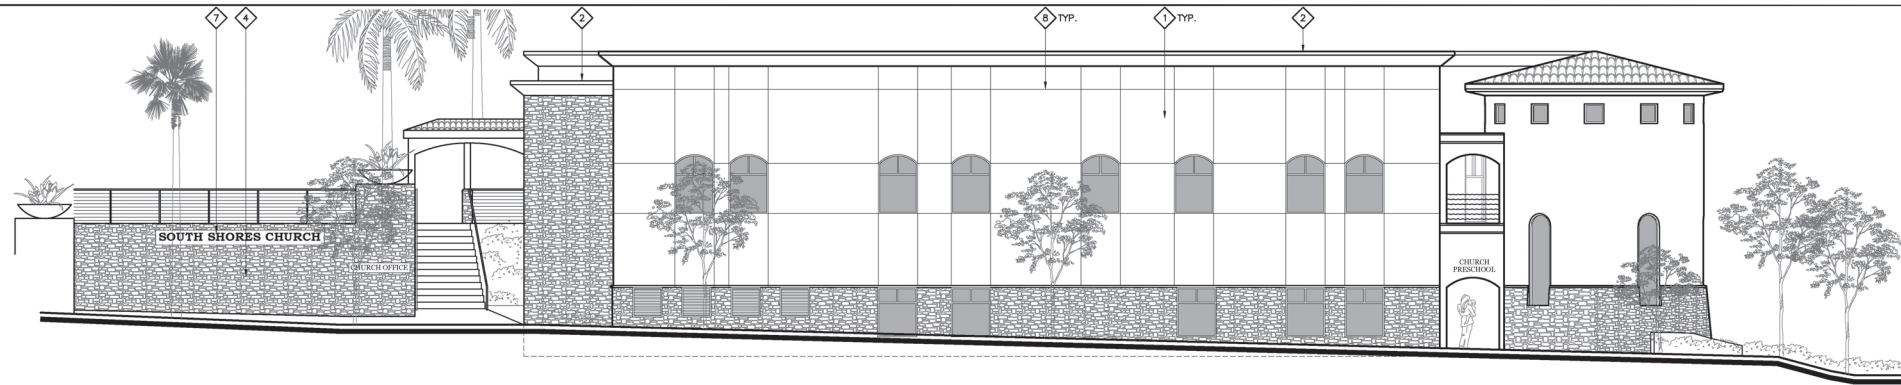 7
4
2
8 TYP.
1 TYP.
2
SOUTH SHORES CHURCH
CHURCH OFFICE
CHURCH
PRESCHOOL